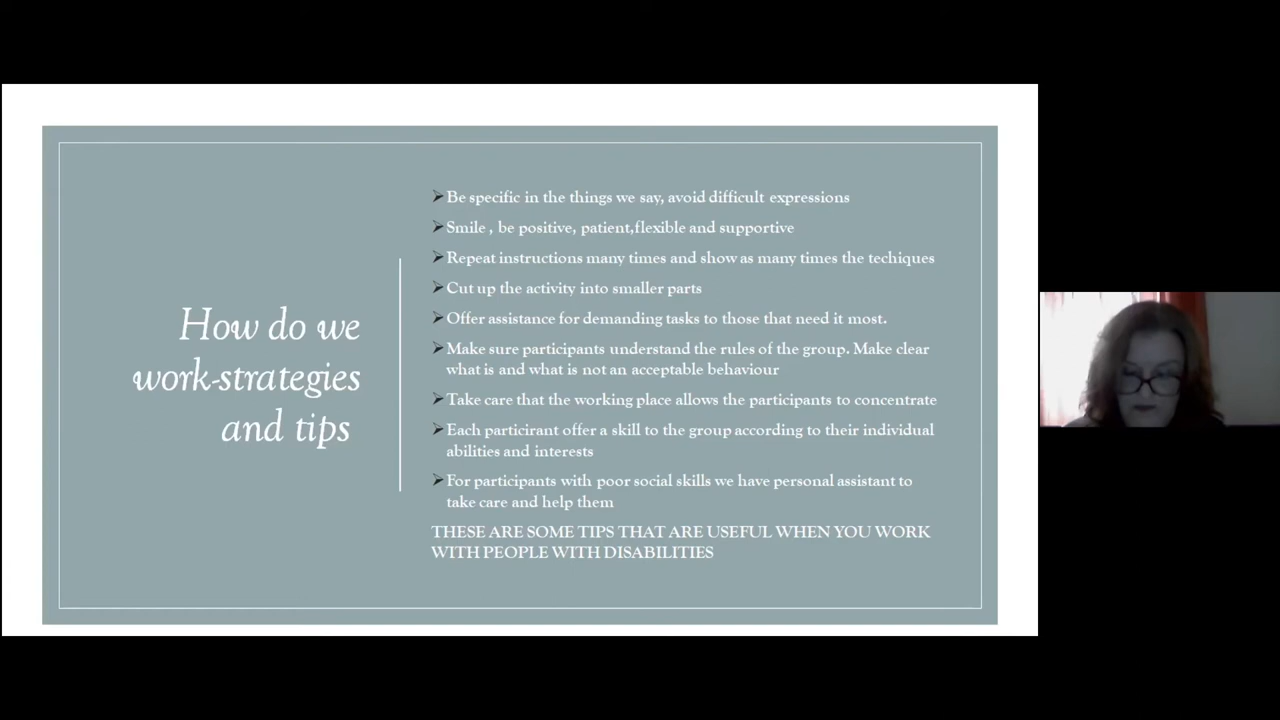 How do we
work-strategies
and tips
Be specific in the things we say, avoid difficult expressions
Smile , be positive, patient,flexible and supportive
Repeat instructions many times and show as many times the techiques
Cut up the activity into smaller parts
Offer assistance for demanding tasks to those that need it most.
Make sure participants understand the rules of the group. Make clear
what is and what is not an acceptable behaviour
Take care that the working place allows the participants to concentrate
Each particirant offer a skill to the group according to their individual
abilities and interests
For participants with poor social skills we have personal assistant to
take care and help them
THESE ARE SOME TIPS THAT ARE USEFUL WHEN YOU WORK
WITH PEOPLE WITH DISABILITIES